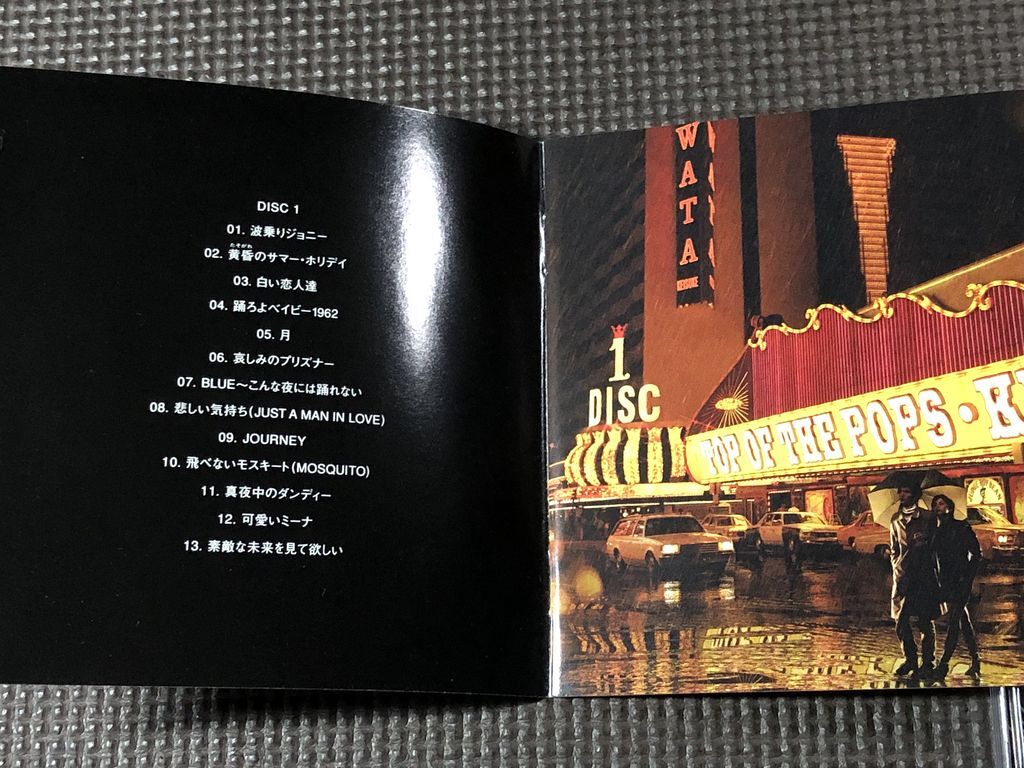 DISC 1
01. 波乗りジョニー
たそがれ
02. 黄昏のサマー・ホリデイ
03. 白い恋人達
04. 踊ろよベイビー1962
05. 月
06. 哀しみのプリズナー
07. BLUE～こんな夜には踊れない
08. 悲しい気持ち(JUST A MAN IN LOVE)
09. JOURNEY
10. 飛べないモスキート(MOSQUITO)
11. 真夜中のダンディー
12. 可愛いミーナ
13. 素敵な未来を見て欲しい
WATA
KEISUKE
1
DISC
TOP OF THE POPS・K